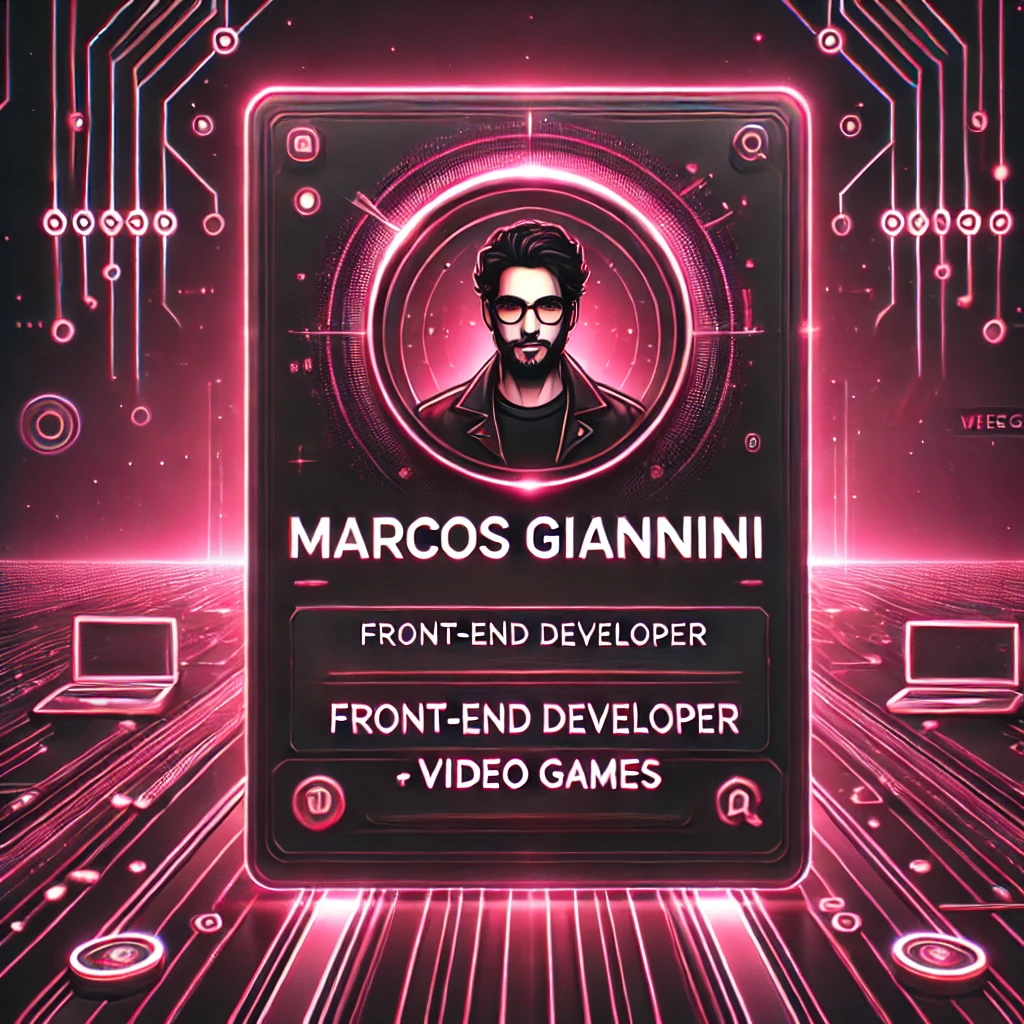 MARCOS GIANNINI
FRONT-END DEVELOPER
FRONT-END DEVELOPER
- VIDEO GAMES